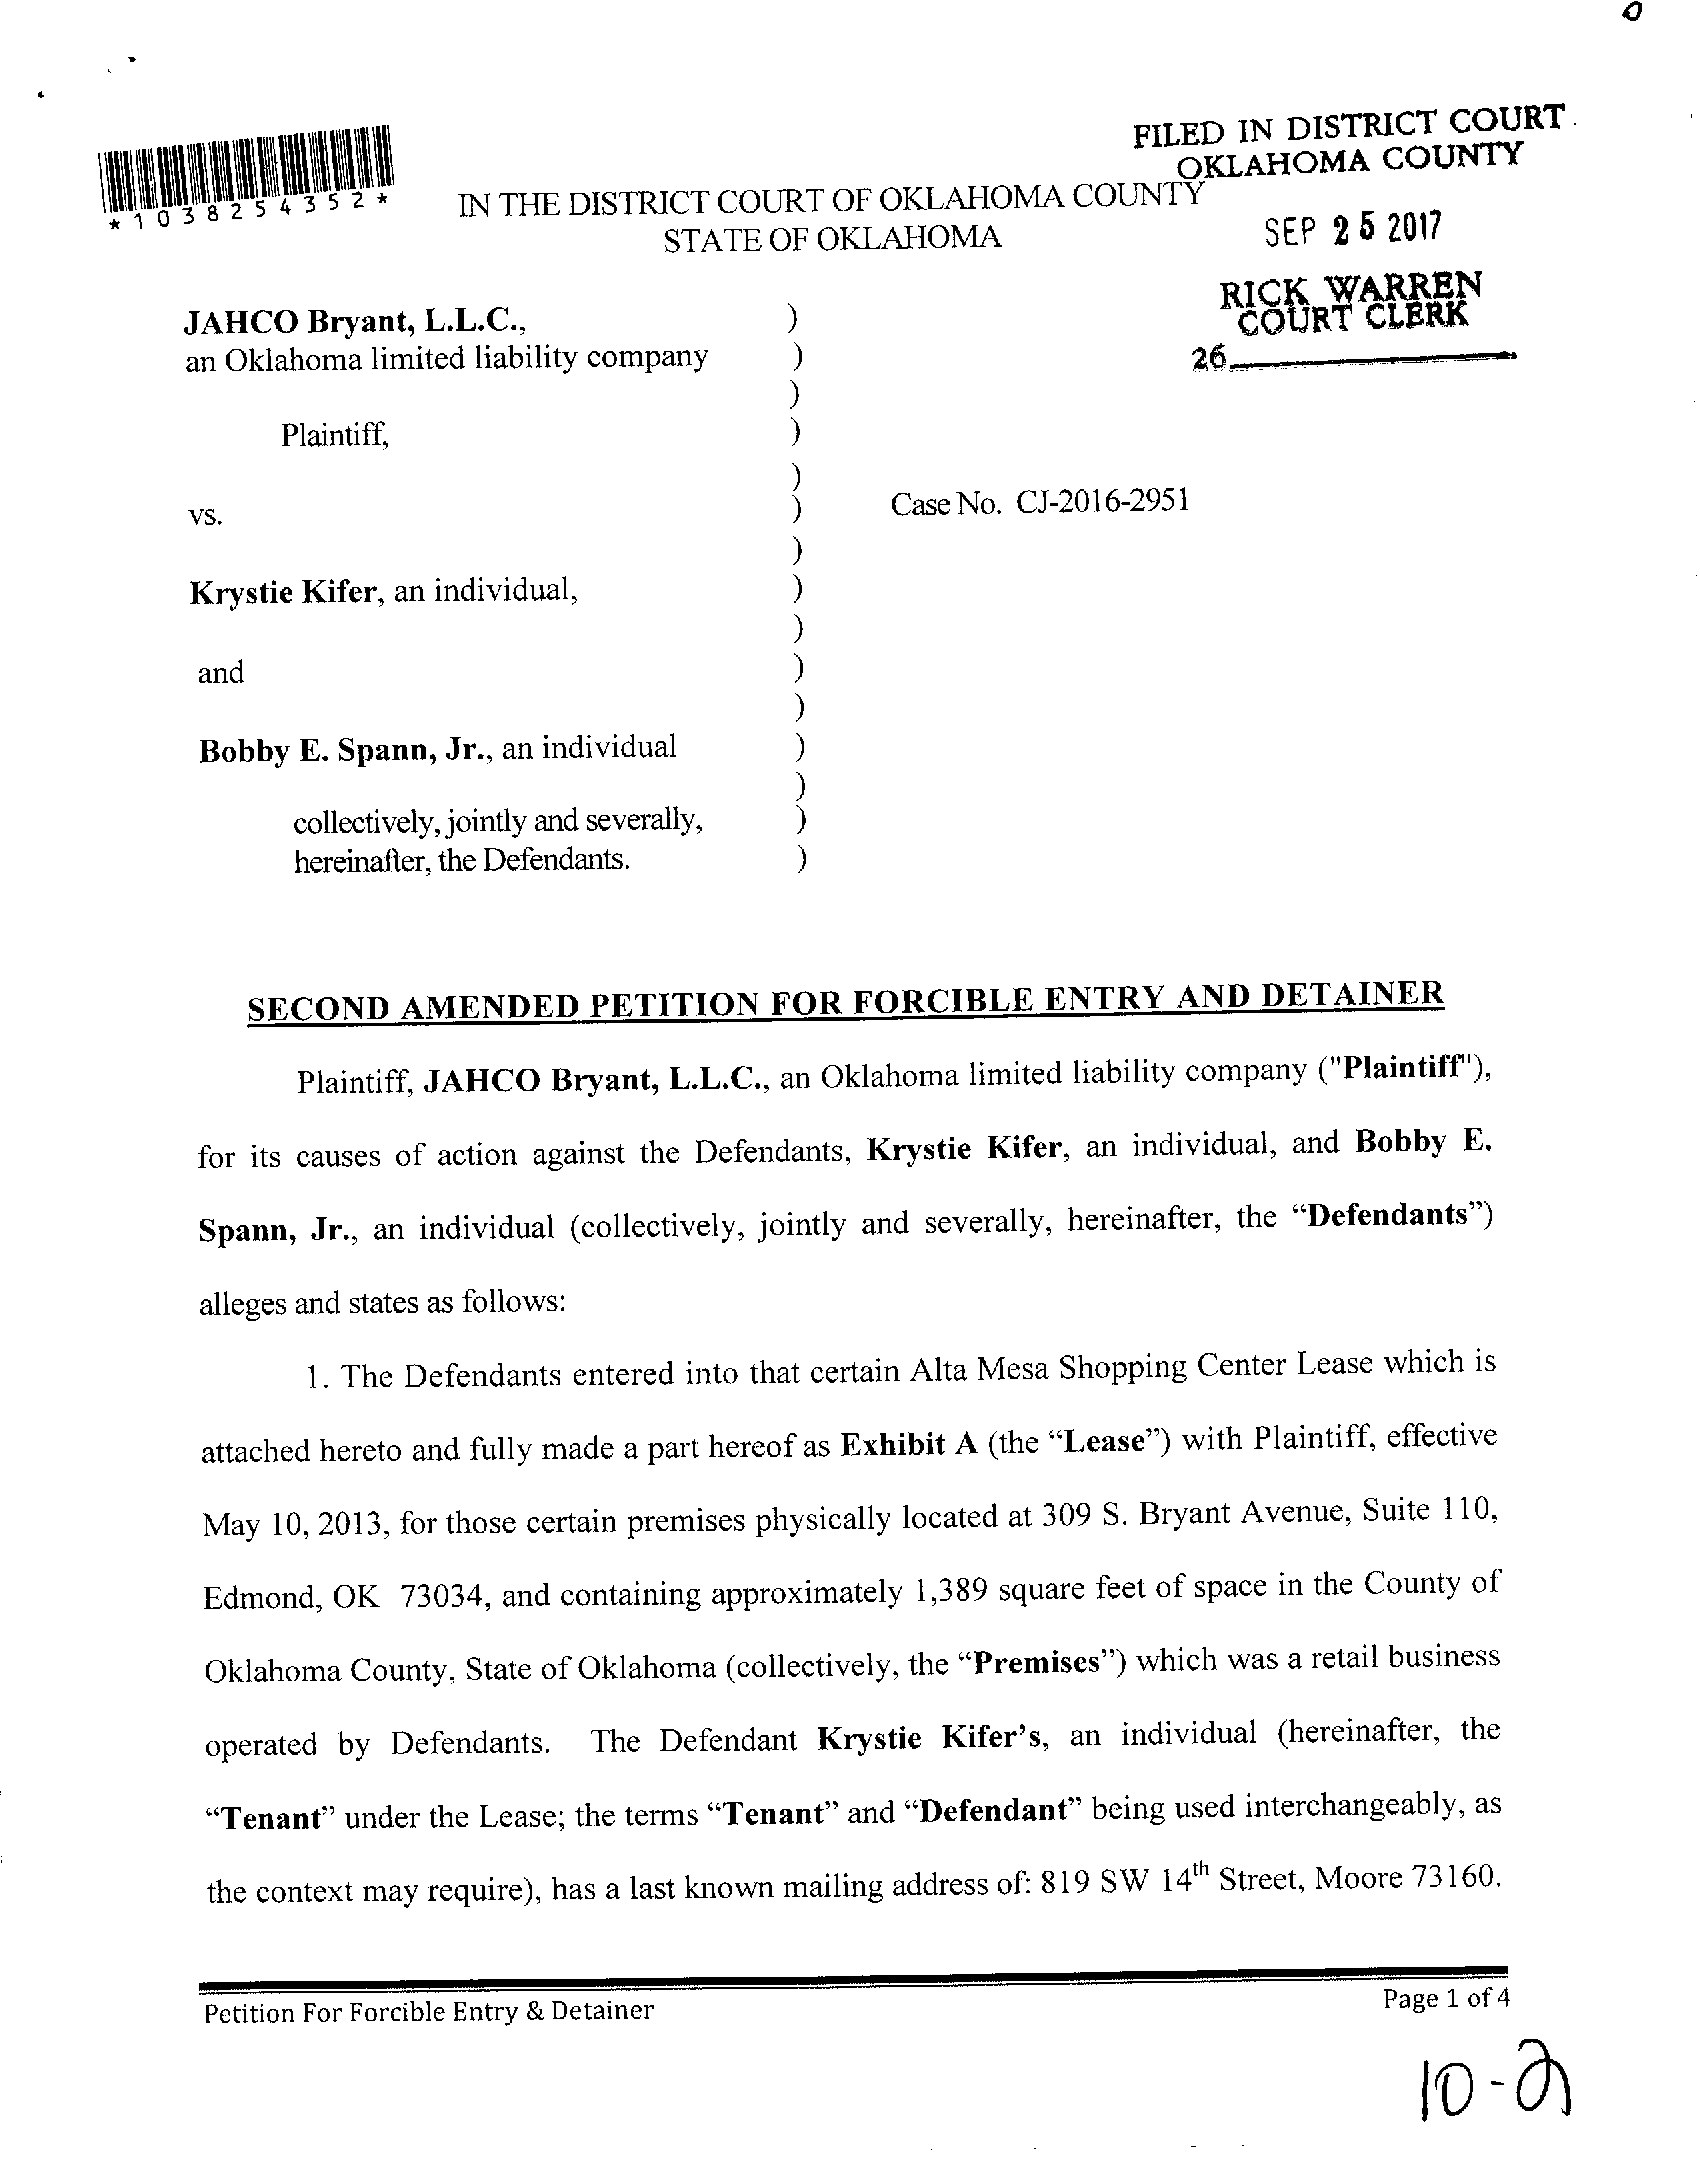 FILED IN DISTRICT COURT
OKLAHOMA COUNTY
*1038254352*
IN THE DISTRICT COURT OF OKLAHOMA COUNTY
STATE OF OKLAHOMA
SEP 25 2017
RICK WARREN
COURT CLERK
26
JAHCO Bryant, L.L.C., )
an Oklahoma limited liability company )
)
Plaintiff, )
)
vs. )
Case No. CJ-2016-2951
)
Krystie Kifer, an individual, )
)
and )
)
Bobby E. Spann, Jr., an individual )
)
collectively, jointly and severally, )
hereinafter, the Defendants. )
SECOND AMENDED PETITION FOR FORCIBLE ENTRY AND DETAINER
Plaintiff, JAHCO Bryant, L.L.C., an Oklahoma limited liability company ("Plaintiff"),
for its causes of action against the Defendants, Krystie Kifer, an individual, and Bobby E.
Spann, Jr., an individual (collectively, jointly and severally, hereinafter, the “Defendants”)
alleges and states as follows:
1. The Defendants entered into that certain Alta Mesa Shopping Center Lease which is
attached hereto and fully made a part hereof as Exhibit A (the “Lease”) with Plaintiff, effective
May 10, 2013, for those certain premises physically located at 309 S. Bryant Avenue, Suite 110,
Edmond, OK 73034, and containing approximately 1,389 square feet of space in the County of
Oklahoma County, State of Oklahoma (collectively, the “Premises”) which was a retail business
operated by Defendants. The Defendant Krystie Kifer’s, an individual (hereinafter, the
“Tenant” under the Lease; the terms “Tenant” and “Defendant” being used interchangeably, as
the context may require), has a last known mailing address of: 819 SW 14th Street, Moore 73160.
Petition For Forcible Entry & Detainer
Page 1 of 4